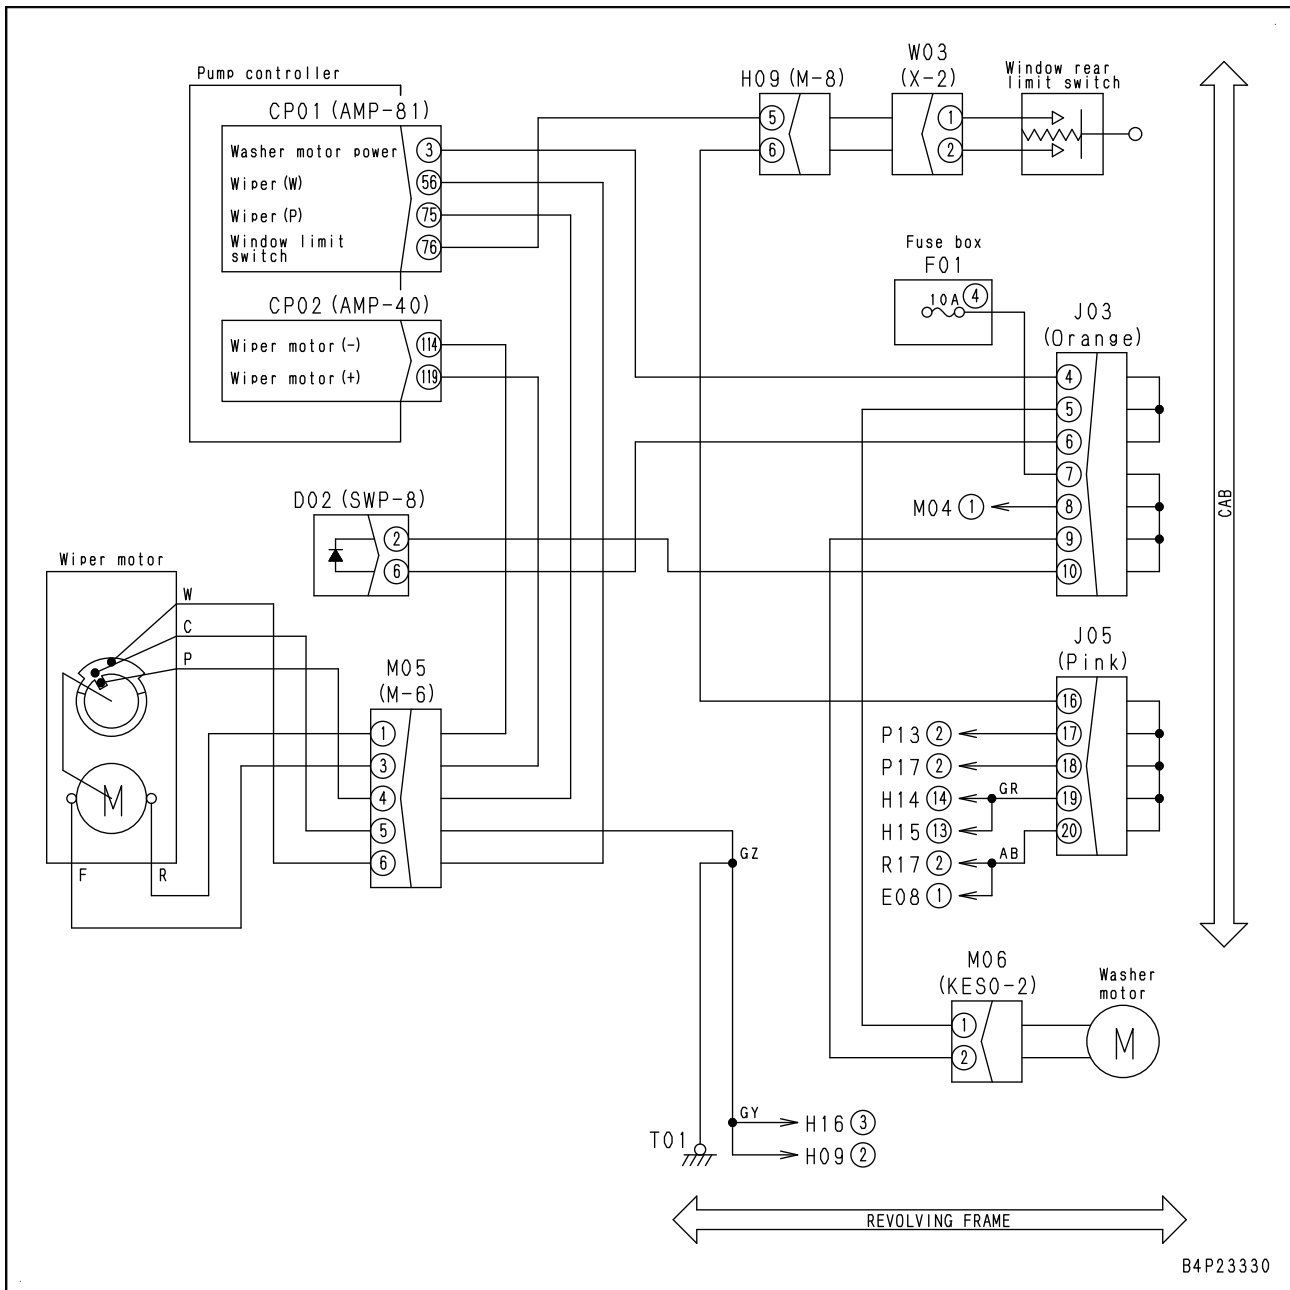 Pump controller
CP01 (AMP-81)
Washer motor power 3
Wiper (W) 56
Wiper (P) 75
Window limit
switch 76
CP02 (AMP-40)
Wiper motor (-) 114
Wiper motor (+) 119
H09 (M-8)
5
6
W03
(X-2)
1
2
Window rear
limit switch
Fuse box
F01
10A 4
J03
(Orange)
4
5
6
7
M04 1 8
9
10
D02 (SWP-8)
2
6
Wiper motor
W
C
P
M
F R
M05
(M-6)
1
3
4
5
6
J05
(Pink)
16
P13 2 17
P17 2 18
H14 14 GR 19
H15 13 20
R17 2 AB
E08 1
GZ
M06
(KES0-2)
1
2
Washer
motor
M
GY
H16 3
H09 2
T01
CAB
REVOLVING FRAME
B4P23330